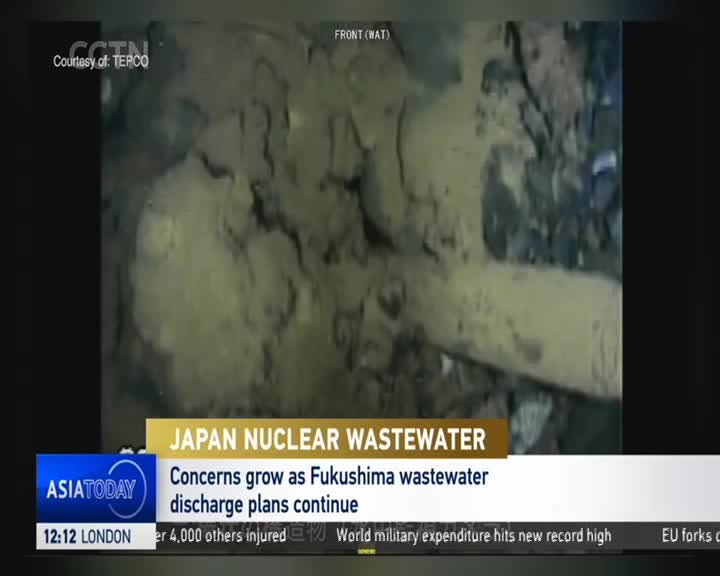 CGTN
FRONT(WAT)
Courtesy of: TEPCO
JAPAN NUCLEAR WASTEWATER
Concerns grow as Fukushima wastewater
discharge plans continue
ASIATODAY
12:12 LONDON
er 4,000 others injured World military expenditure hits new record high EU forks